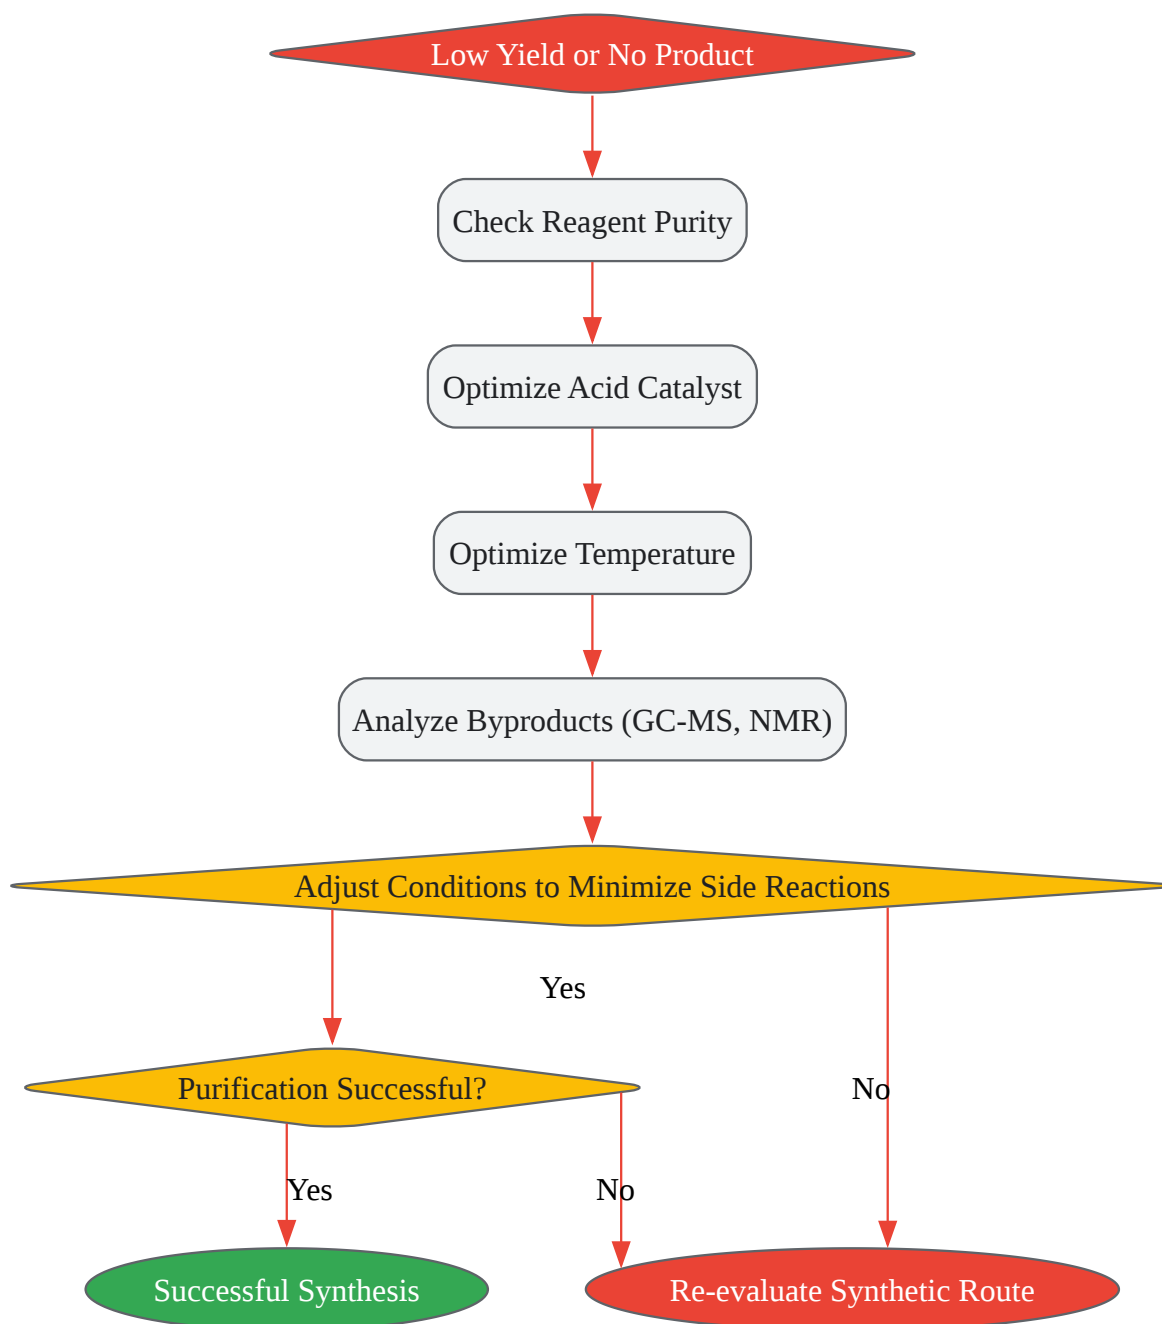 Low Yield or No Product
Check Reagent Purity
Optimize Acid Catalyst
Optimize Temperature
Analyze Byproducts (GC-MS, NMR)
Adjust Conditions to Minimize Side Reactions
Yes
Purification Successful?
No
Yes
No
Successful Synthesis
Re-evaluate Synthetic Route